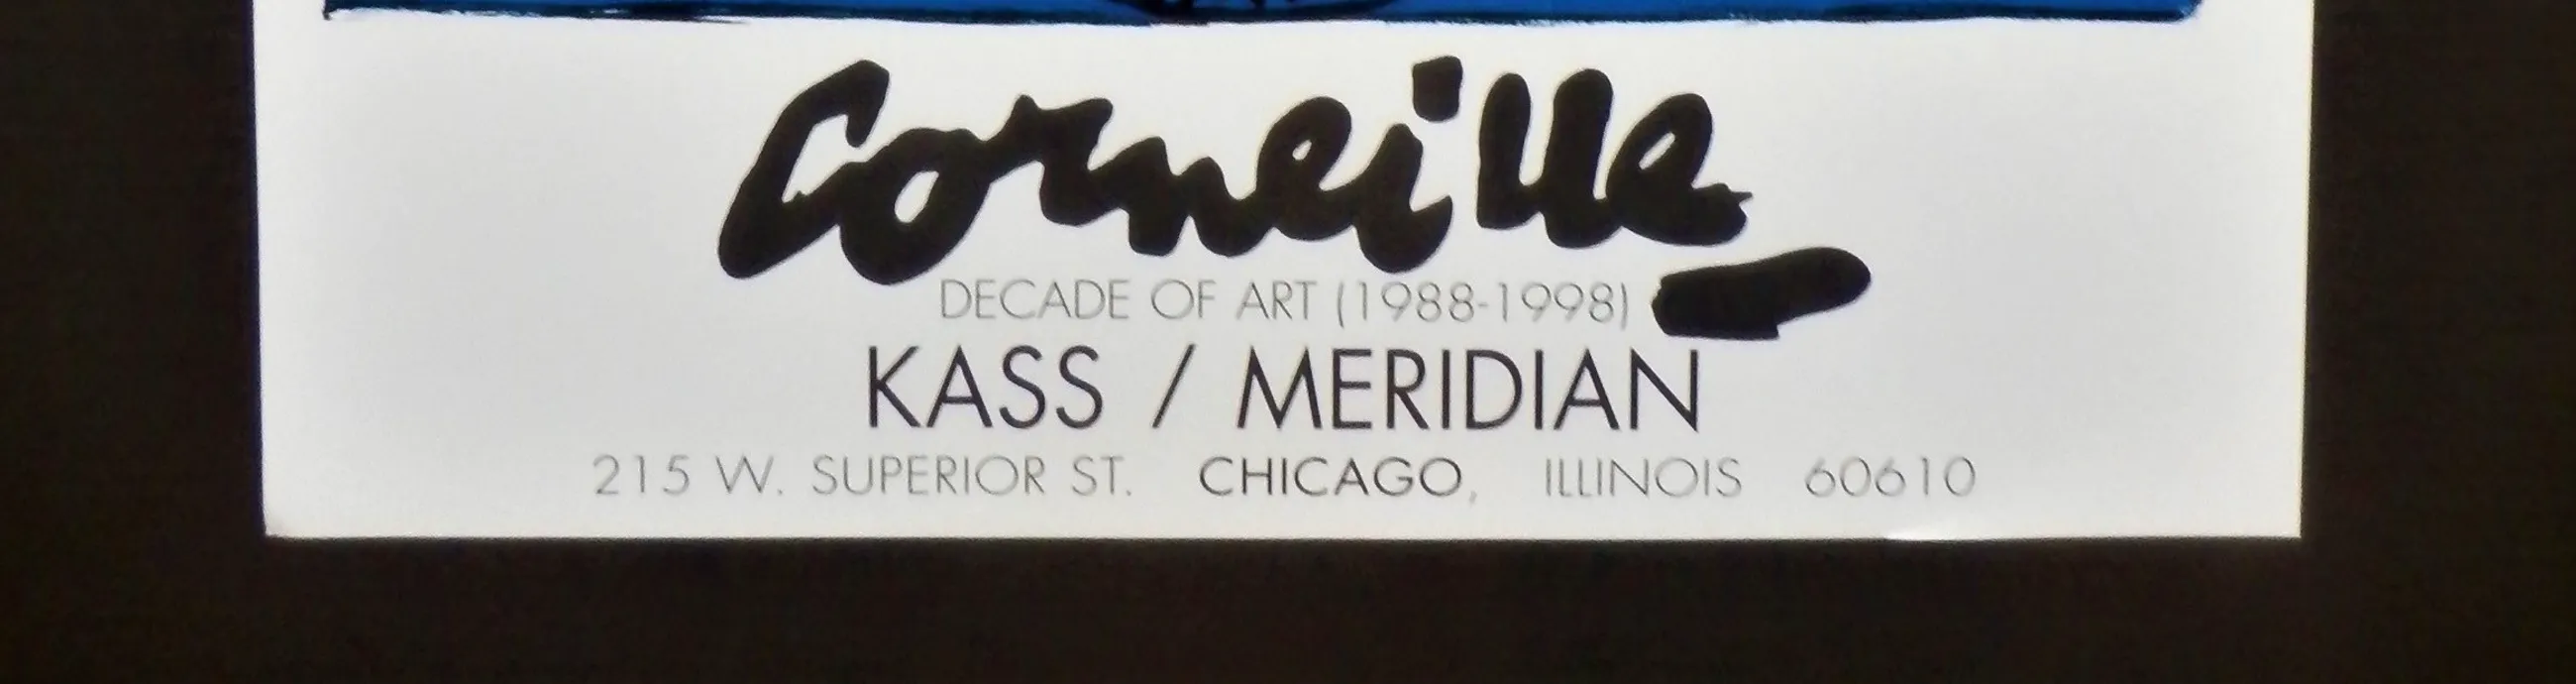 Corneille
DECADE OF ART (1988-1998)
KASS / MERIDIAN
215 W. SUPERIOR ST. CHICAGO, ILLINOIS 60610